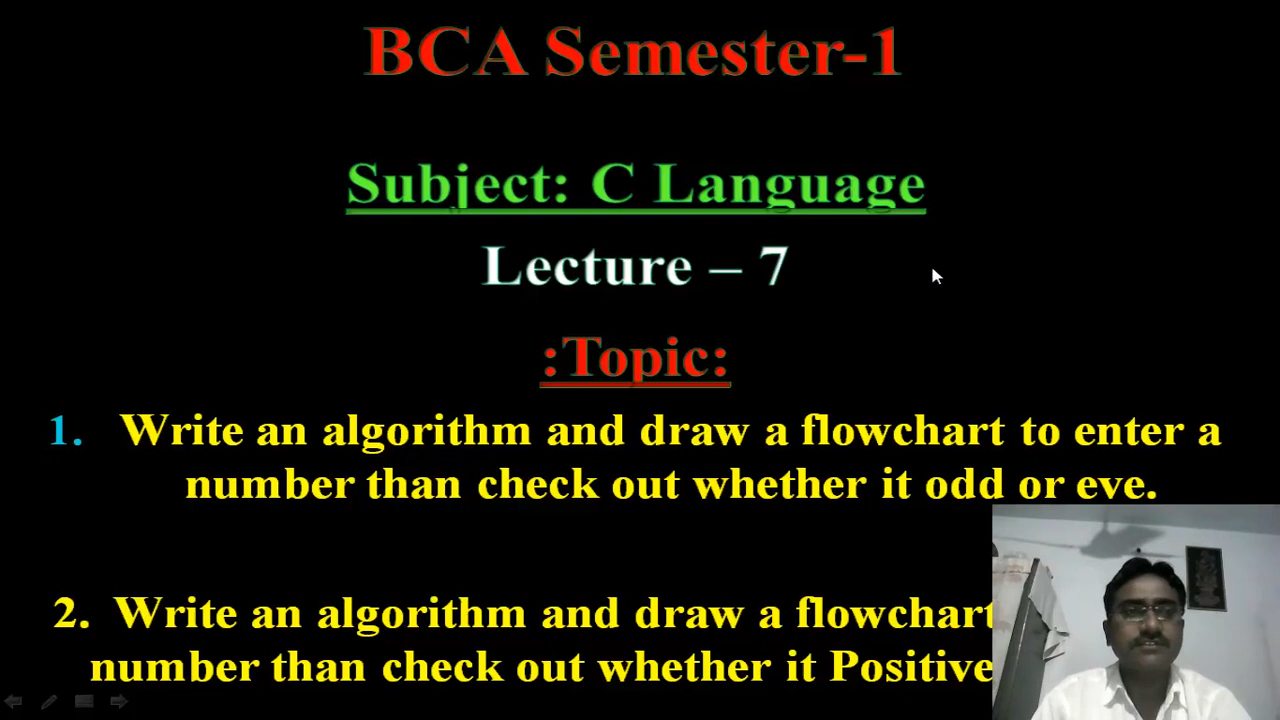 BCA Semester-1
Subject: C Language
Lecture – 7
:Topic:
1. Write an algorithm and draw a flowchart to enter a
number than check out whether it odd or eve.
2. Write an algorithm and draw a flowchart
number than check out whether it Positive